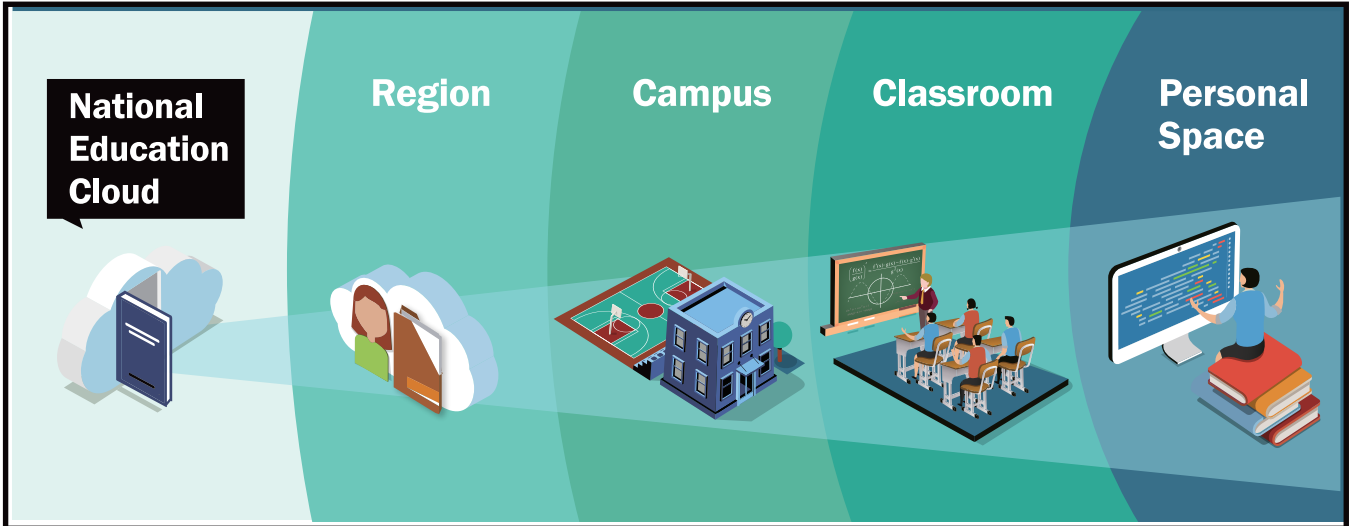 National
Education
Cloud
Region
Campus
Classroom
Personal
Space